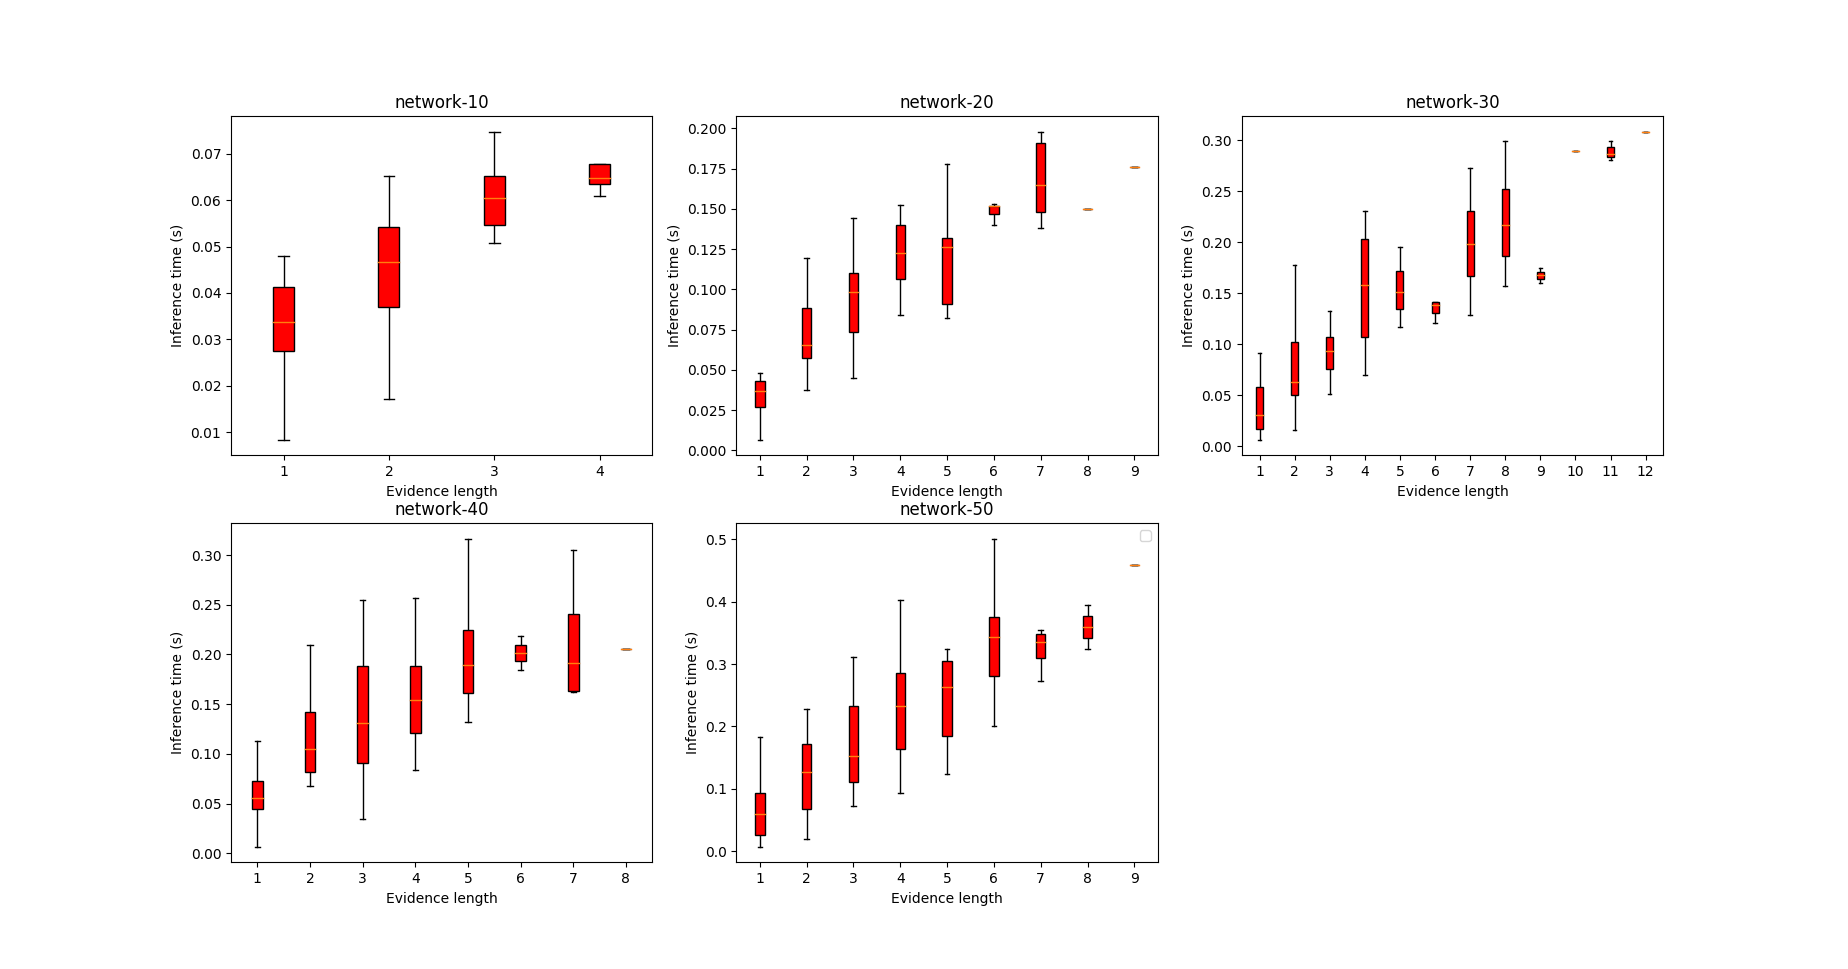 network-10
0.07
0.06
0.05
0.04
0.03
0.02
0.01
Inference time (s)
1 2 3 4
Evidence length
network-20
0.200
0.175
0.150
0.125
0.100
0.075
0.050
0.025
0.000
Inference time (s)
1 2 3 4 5 6 7 8 9
Evidence length
network-30
0.30
0.25
0.20
0.15
0.10
0.05
0.00
Inference time (s)
1 2 3 4 5 6 7 8 9 10 11 12
Evidence length
network-40
0.30
0.25
0.20
0.15
0.10
0.05
0.00
Inference time (s)
1 2 3 4 5 6 7 8
Evidence length
network-50
0.5
0.4
0.3
0.2
0.1
0.0
Inference time (s)
1 2 3 4 5 6 7 8 9
Evidence length